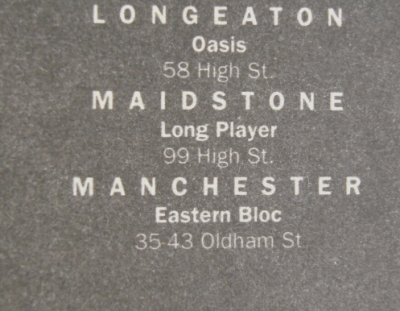 LONGEATON
Oasis
58 High St.
MAIDSTONE
Long Player
99 High St.
MANCHESTER
Eastern Bloc
35-43 Oldham St